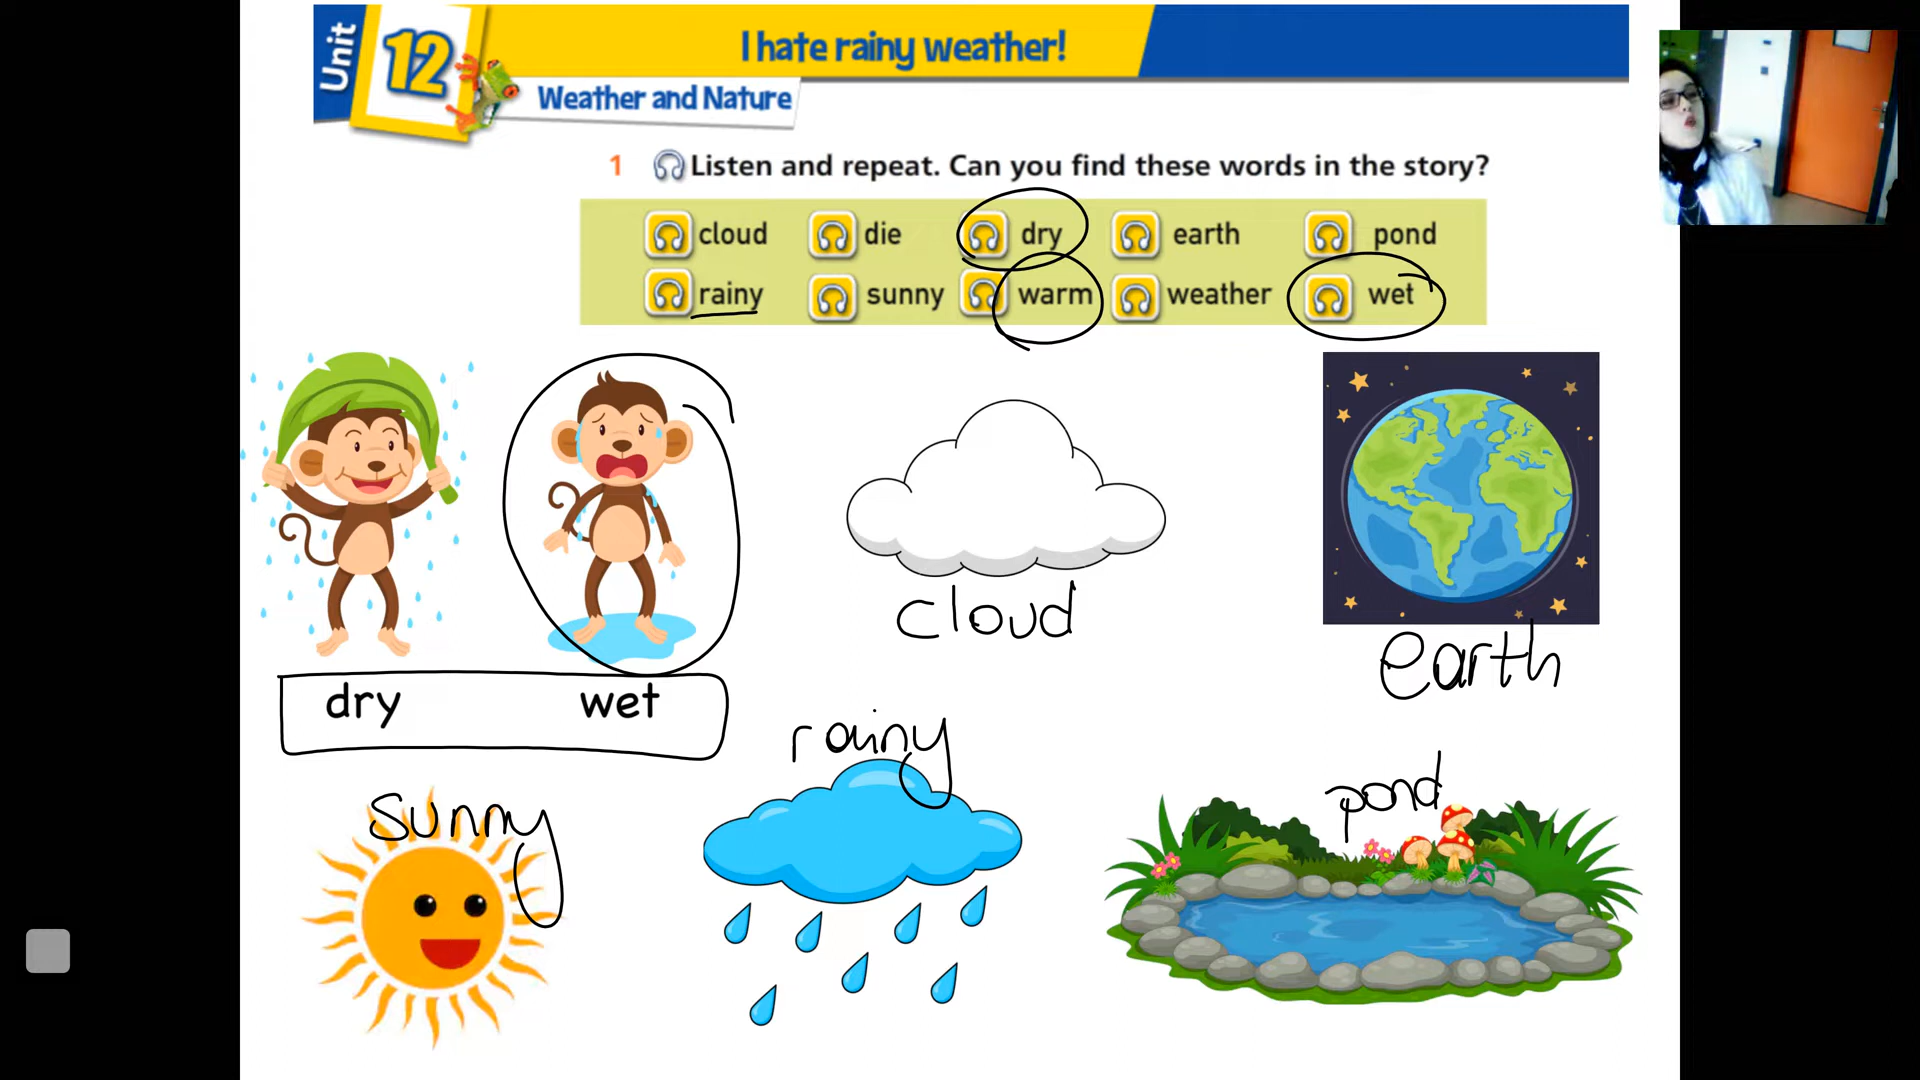 Unit
12
I hate rainy weather!
Weather and Nature
1 Listen and repeat. Can you find these words in the story?
cloud die dry earth pond
rainy sunny warm weather wet
cloud
earth
dry wet
rainy
pond
sunny